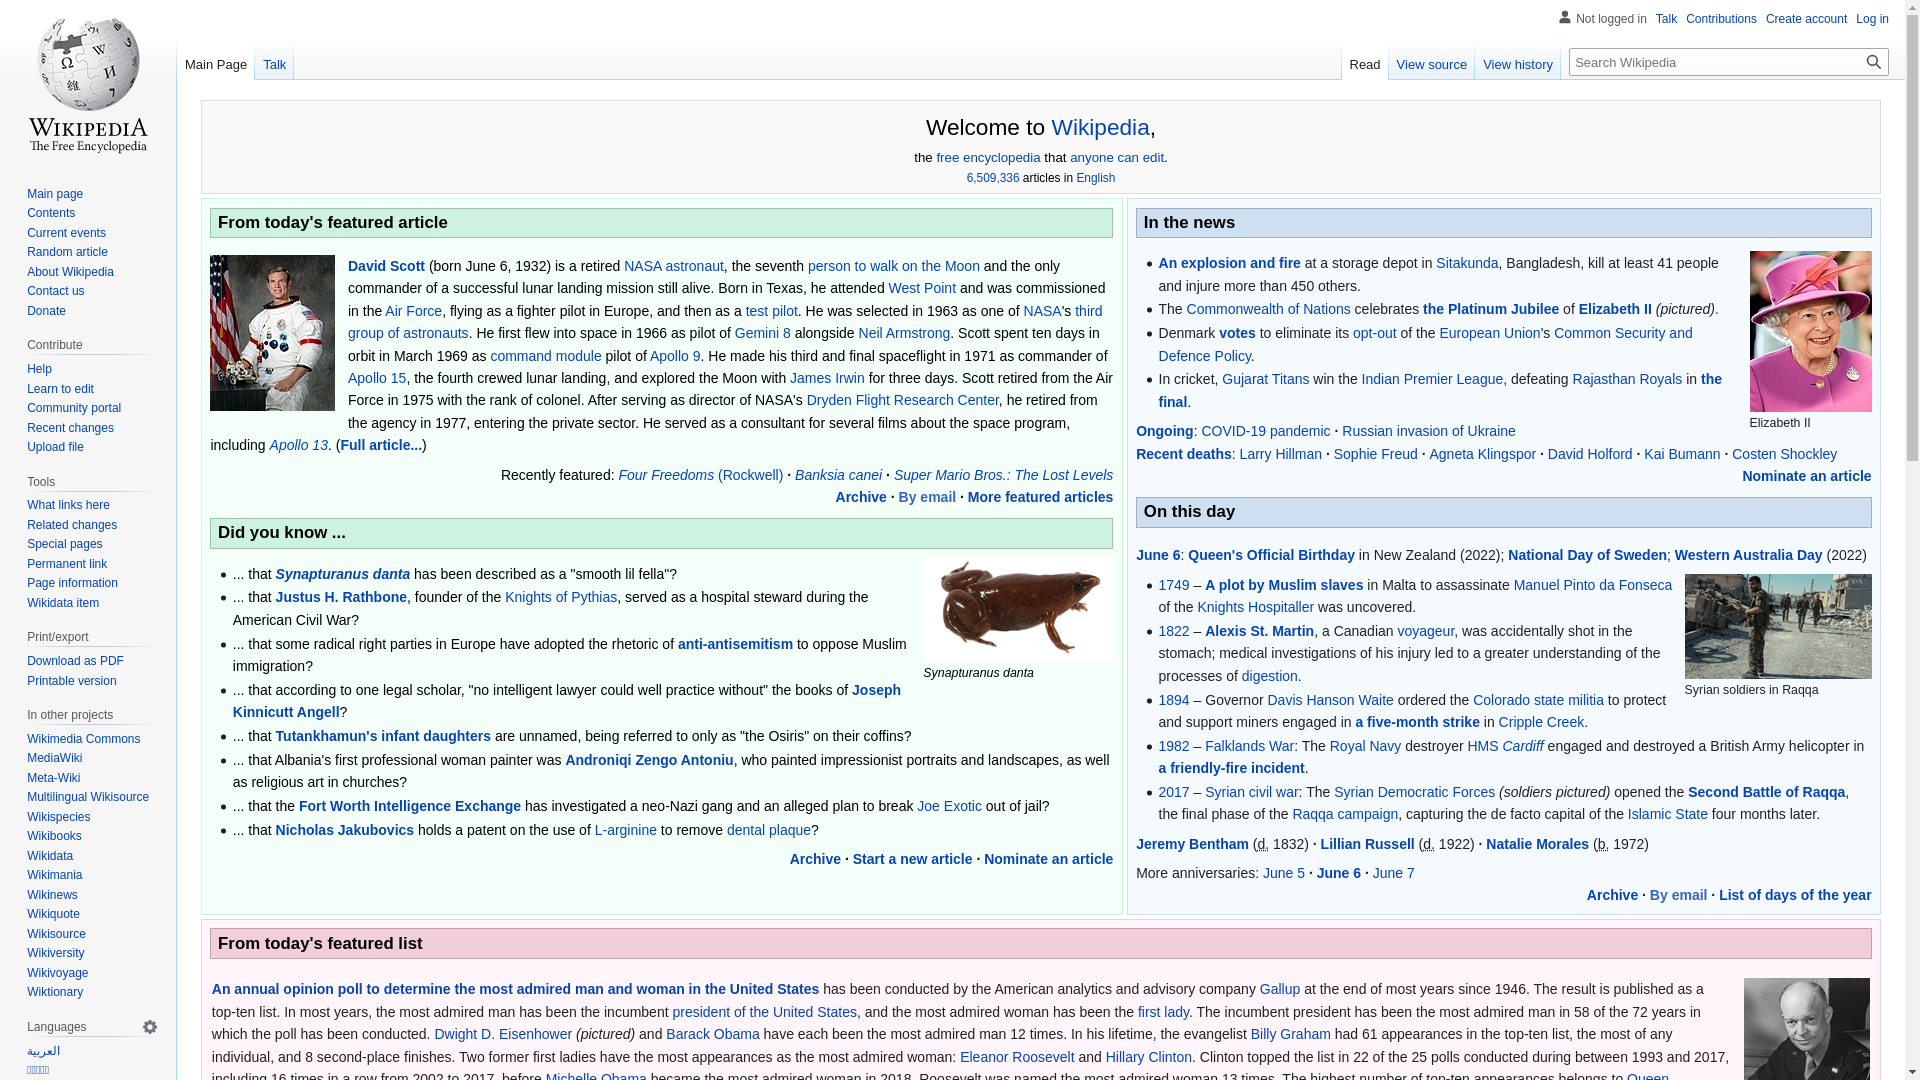 Not logged in Talk Contributions Create account Log in
Main Page Talk Read View source View history Search Wikipedia
WIKIPEDIA
The Free Encyclopedia
Main page
Contents
Current events
Random article
About Wikipedia
Contact us
Donate
Contribute
Help
Learn to edit
Community portal
Recent changes
Upload file
Tools
What links here
Related changes
Special pages
Permanent link
Page information
Wikidata item
Print/export
Download as PDF
Printable version
In other projects
Wikimedia Commons
MediaWiki
Meta-Wiki
Multilingual Wikisource
Wikispecies
Wikibooks
Wikidata
Wikimania
Wikinews
Wikiquote
Wikisource
Wikiversity
Wikivoyage
Wiktionary
Languages
العربية
Welcome to Wikipedia,
the free encyclopedia that anyone can edit.
6,509,336 articles in English
From today's featured article
David Scott (born June 6, 1932) is a retired NASA astronaut, the seventh person to walk on the Moon and the only
commander of a successful lunar landing mission still alive. Born in Texas, he attended West Point and was commissioned
in the Air Force, flying as a fighter pilot in Europe, and then as a test pilot. He was selected in 1963 as one of NASA's third
group of astronauts. He first flew into space in 1966 as pilot of Gemini 8 alongside Neil Armstrong. Scott spent ten days in
orbit in March 1969 as command module pilot of Apollo 9. He made his third and final spaceflight in 1971 as commander of
Apollo 15, the fourth crewed lunar landing, and explored the Moon with James Irwin for three days. Scott retired from the Air
Force in 1975 with the rank of colonel. After serving as director of NASA's Dryden Flight Research Center, he retired from
the agency in 1977, entering the private sector. He served as a consultant for several films about the space program,
including Apollo 13. (Full article...)
Recently featured: Four Freedoms (Rockwell) · Banksia canei · Super Mario Bros.: The Lost Levels
Archive · By email · More featured articles
Did you know ...
... that Synapturanus danta has been described as a "smooth lil fella"?
... that Justus H. Rathbone, founder of the Knights of Pythias, served as a hospital steward during the
American Civil War?
... that some radical right parties in Europe have adopted the rhetoric of anti-antisemitism to oppose Muslim
immigration?
Synapturanus danta
... that according to one legal scholar, "no intelligent lawyer could well practice without" the books of Joseph
Kinnicutt Angell?
... that Tutankhamun's infant daughters are unnamed, being referred to only as "the Osiris" on their coffins?
... that Albania's first professional woman painter was Androniqi Zengo Antoniu, who painted impressionist portraits and landscapes, as well
as religious art in churches?
... that the Fort Worth Intelligence Exchange has investigated a neo-Nazi gang and an alleged plan to break Joe Exotic out of jail?
... that Nicholas Jakubovics holds a patent on the use of L-arginine to remove dental plaque?
Archive · Start a new article · Nominate an article
In the news
An explosion and fire at a storage depot in Sitakunda, Bangladesh, kill at least 41 people
and injure more than 450 others.
The Commonwealth of Nations celebrates the Platinum Jubilee of Elizabeth II (pictured).
Denmark votes to eliminate its opt-out of the European Union's Common Security and
Defence Policy.
In cricket, Gujarat Titans win the Indian Premier League, defeating Rajasthan Royals in the
final.
Elizabeth II
Ongoing: COVID-19 pandemic · Russian invasion of Ukraine
Recent deaths: Larry Hillman · Sophie Freud · Agneta Klingspor · David Holford · Kai Bumann · Costen Shockley
Nominate an article
On this day
June 6: Queen's Official Birthday in New Zealand (2022); National Day of Sweden; Western Australia Day (2022)
1749 – A plot by Muslim slaves in Malta to assassinate Manuel Pinto da Fonseca
of the Knights Hospitaller was uncovered.
1822 – Alexis St. Martin, a Canadian voyageur, was accidentally shot in the
stomach; medical investigations of his injury led to a greater understanding of the
processes of digestion.
Syrian soldiers in Raqqa
1894 – Governor Davis Hanson Waite ordered the Colorado state militia to protect
and support miners engaged in a five-month strike in Cripple Creek.
1982 – Falklands War: The Royal Navy destroyer HMS Cardiff engaged and destroyed a British Army helicopter in
a friendly-fire incident.
2017 – Syrian civil war: The Syrian Democratic Forces (soldiers pictured) opened the Second Battle of Raqqa,
the final phase of the Raqqa campaign, capturing the de facto capital of the Islamic State four months later.
Jeremy Bentham (d. 1832) · Lillian Russell (d. 1922) · Natalie Morales (b. 1972)
More anniversaries: June 5 · June 6 · June 7
Archive · By email · List of days of the year
From today's featured list
An annual opinion poll to determine the most admired man and woman in the United States has been conducted by the American analytics and advisory company Gallup at the end of most years since 1946. The result is published as a
top-ten list. In most years, the most admired man has been the incumbent president of the United States, and the most admired woman has been the first lady. The incumbent president has been the most admired man in 58 of the 72 years in
which the poll has been conducted. Dwight D. Eisenhower (pictured) and Barack Obama have each been the most admired man 12 times. In his lifetime, the evangelist Billy Graham had 61 appearances in the top-ten list, the most of any
individual, and 8 second-place finishes. Two former first ladies have the most appearances as the most admired woman: Eleanor Roosevelt and Hillary Clinton. Clinton topped the list in 22 of the 25 polls conducted during between 1993 and 2017,
including 16 times in a row from 2002 to 2017, before Michelle Obama became the most admired woman in 2018. Roosevelt was named the most admired woman 13 times. The highest number of top-ten appearances belongs to Queen